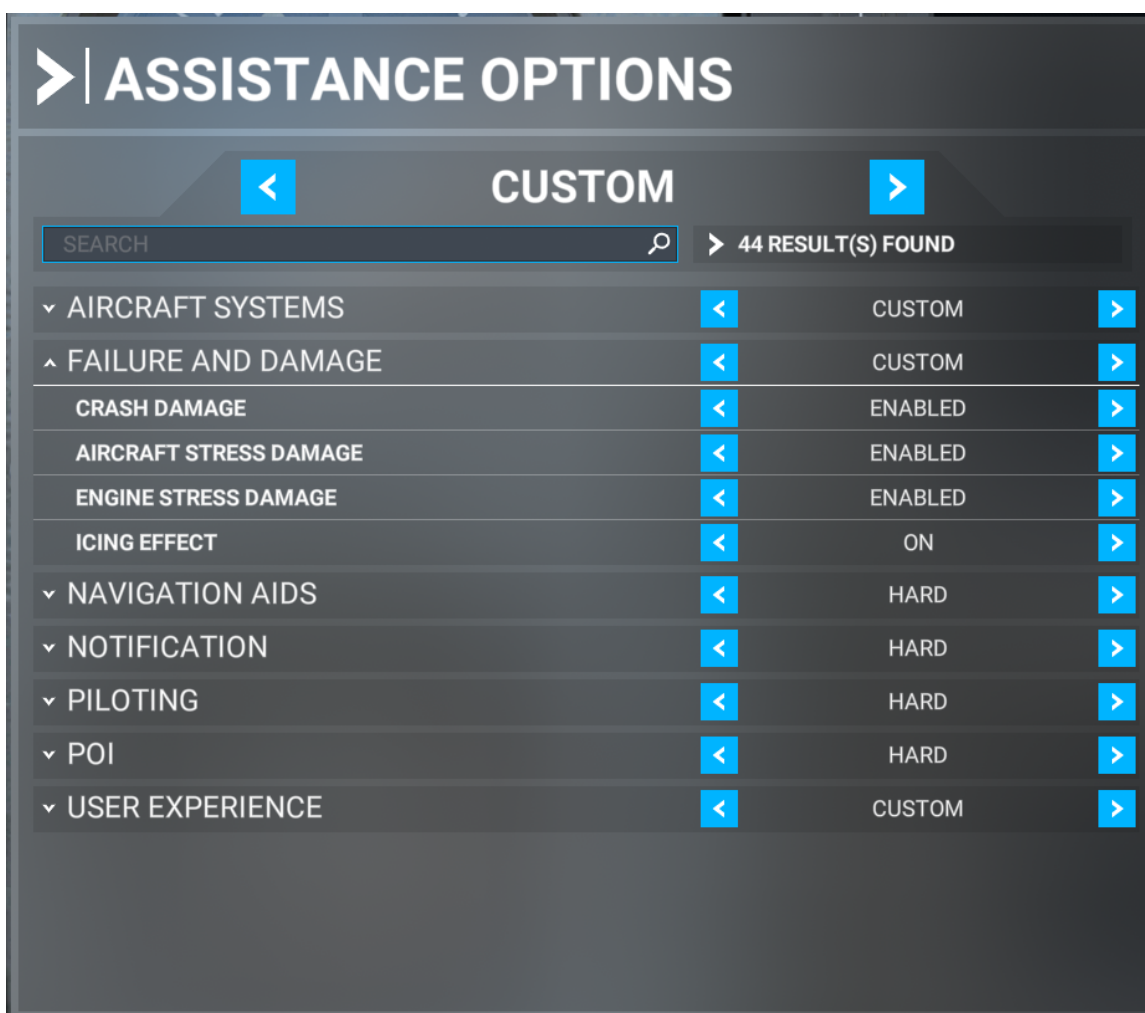 ASSISTANCE OPTIONS
CUSTOM
SEARCH
44 RESULT(S) FOUND
AIRCRAFT SYSTEMS CUSTOM
FAILURE AND DAMAGE CUSTOM
CRASH DAMAGE ENABLED
AIRCRAFT STRESS DAMAGE ENABLED
ENGINE STRESS DAMAGE ENABLED
ICING EFFECT ON
NAVIGATION AIDS HARD
NOTIFICATION HARD
PILOTING HARD
POI HARD
USER EXPERIENCE CUSTOM